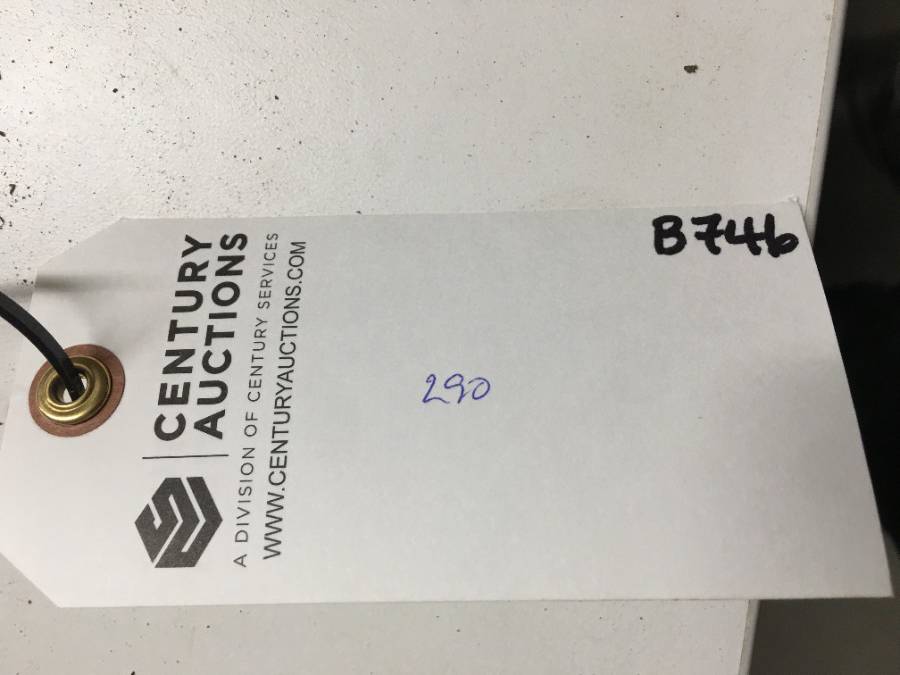 CENTURY
AUCTIONS
A DIVISION OF CENTURY SERVICES
WWW.CENTURYAUCTIONS.COM
290
B746